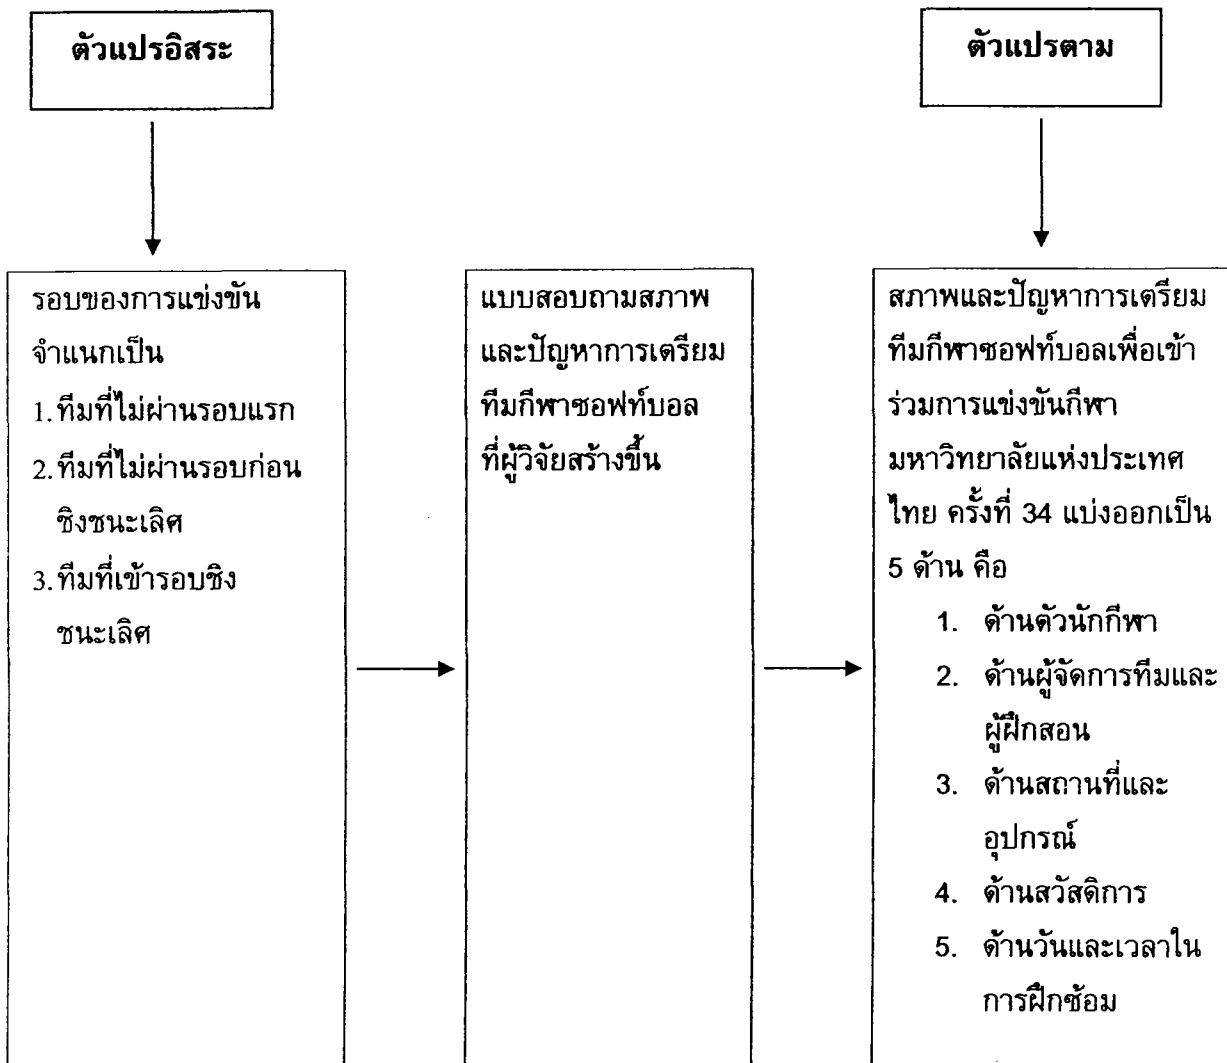 ตัวแปรอิสระ
ตัวแปรตาม
รอบของการแข่งขัน
จำแนกเป็น
1. ทีมที่ไม่ผ่านรอบแรก
2. ทีมที่ไม่ผ่านรอบก่อน
ชิงชนะเลิศ
3. ทีมที่เข้ารอบชิง
ชนะเลิศ
แบบสอบถามสภาพ
และปัญหาการเตรียม
ทีมกีฬาซอฟท์บอล
ที่ผู้วิจัยสร้างขึ้น
สภาพและปัญหาการเตรียม
ทีมกีฬาซอฟท์บอลเพื่อเข้า
ร่วมการแข่งขันกีฬา
มหาวิทยาลัยแห่งประเทศ
ไทย ครั้งที่ 34 แบ่งออกเป็น
5 ด้าน คือ
1. ด้านตัวนักกีฬา
2. ด้านผู้จัดการทีมและ
ผู้ฝึกสอน
3. ด้านสถานที่และ
อุปกรณ์
4. ด้านสวัสดิการ
5. ด้านวันและเวลาใน
การฝึกซ้อม